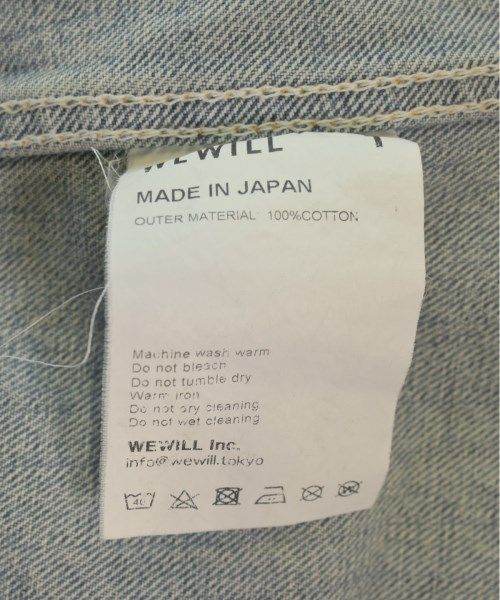 WEWILL
MADE IN JAPAN
OUTER MATERIAL 100%COTTON
Machine wash warm
Do not bleach
Do not tumble dry
Warm iron
Do not dry cleaning
Do not wet cleaning
WEWILL Inc.
info@wewill.tokyo
40